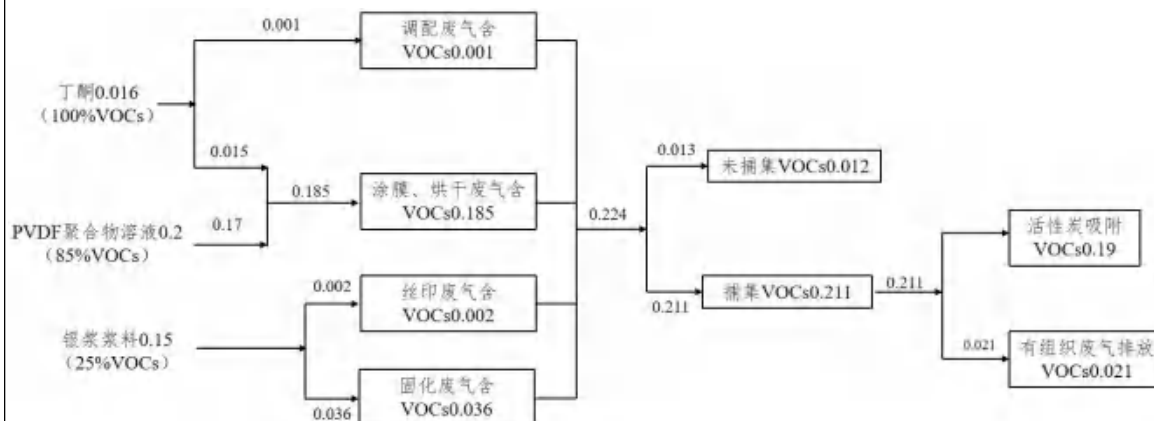 0.001
调配废气含
VOCs0.001
丁酮0.016
（100%VOCs）
0.015
0.185
涂膜、烘干废气含
VOCs0.185
PVDF聚合物溶液0.2
（85%VOCs）
0.17
0.224
0.013
未捕集VOCs0.012
0.211
捕集VOCs0.211
0.211
活性炭吸附
VOCs0.19
0.021
有组织废气排放
VOCs0.021
银浆浆料0.15
（25%VOCs）
0.002
丝印废气含
VOCs0.002
0.036
固化废气含
VOCs0.036